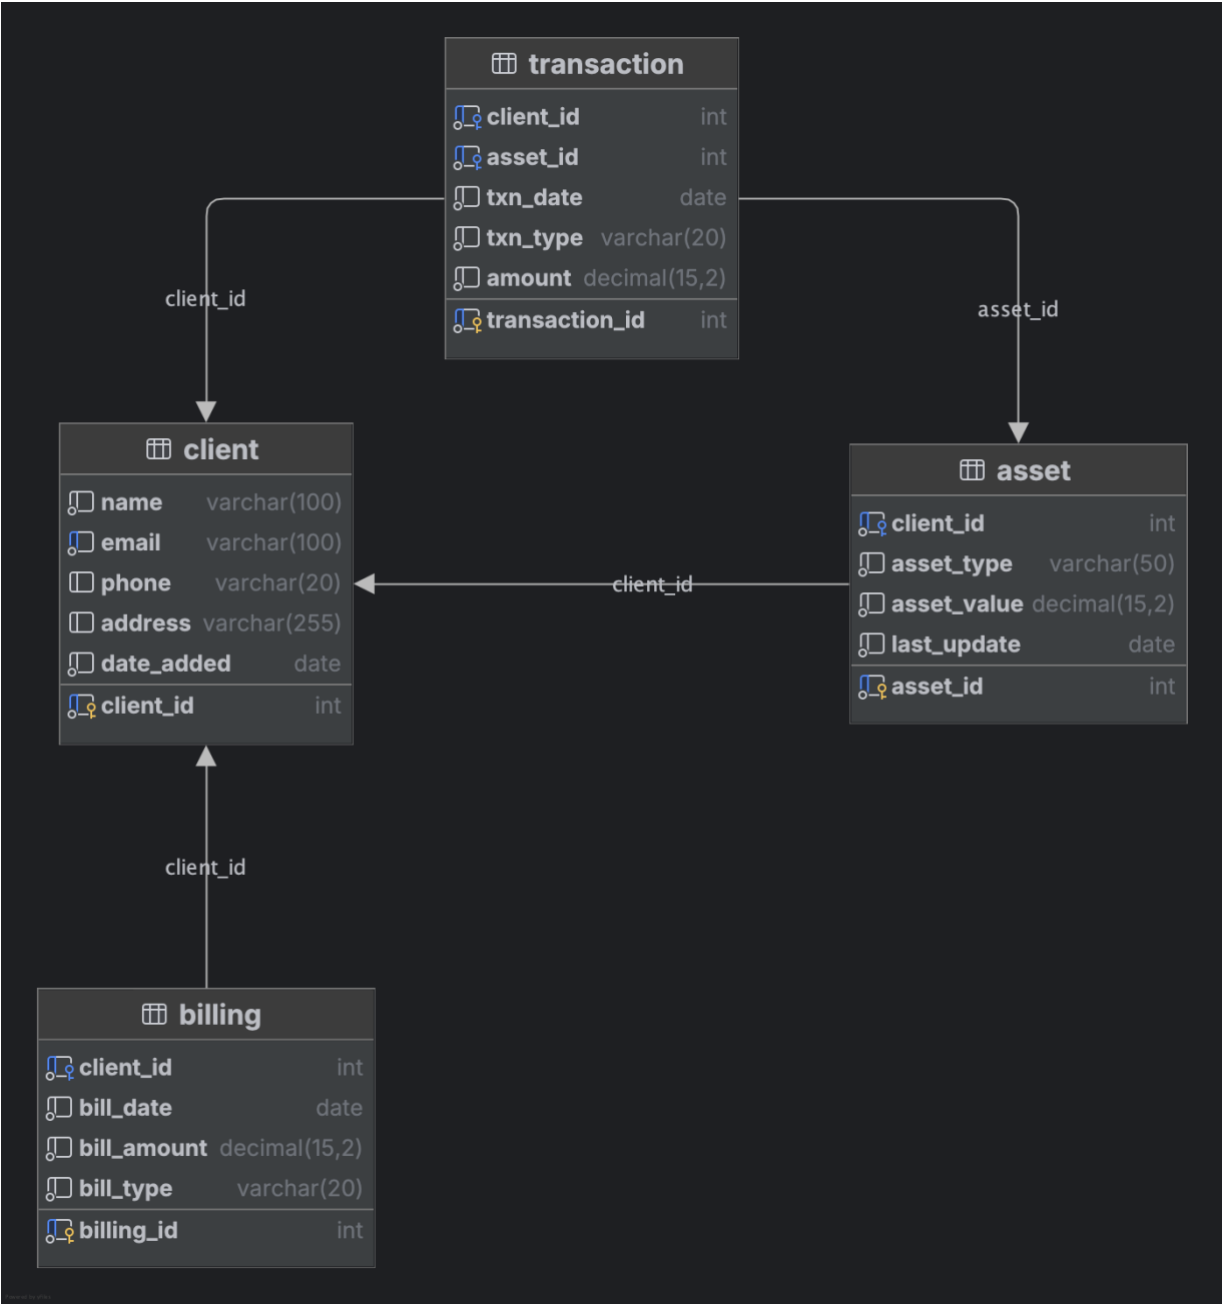 transaction
client_id int
asset_id int
txn_date date
txn_type varchar(20)
amount decimal(15,2)
transaction_id int
client_id
asset_id
client
name varchar(100)
email varchar(100)
phone varchar(20)
address varchar(255)
date_added date
client_id int
client_id
asset
client_id int
asset_type varchar(50)
asset_value decimal(15,2)
last_update date
asset_id int
client_id
billing
client_id int
bill_date date
bill_amount decimal(15,2)
bill_type varchar(20)
billing_id int